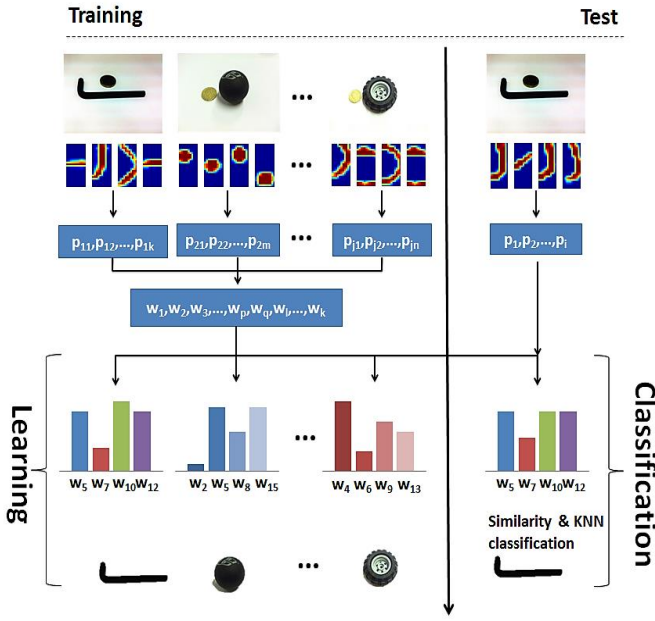 Training
Test
...
...
p11,p12,...,p1k
p21,p22,...,p2m
...
pj1,pj2,...,pjn
p1,p2,...,pi
w1,w2,w3,...,wp,wq,wl,...,wk
Learning
Classification
...
w5 w7 w10 w12
w2 w5 w8 w15
w4 w6 w9 w13
w5 w7 w10 w12
Similarity & KNN
classification
...